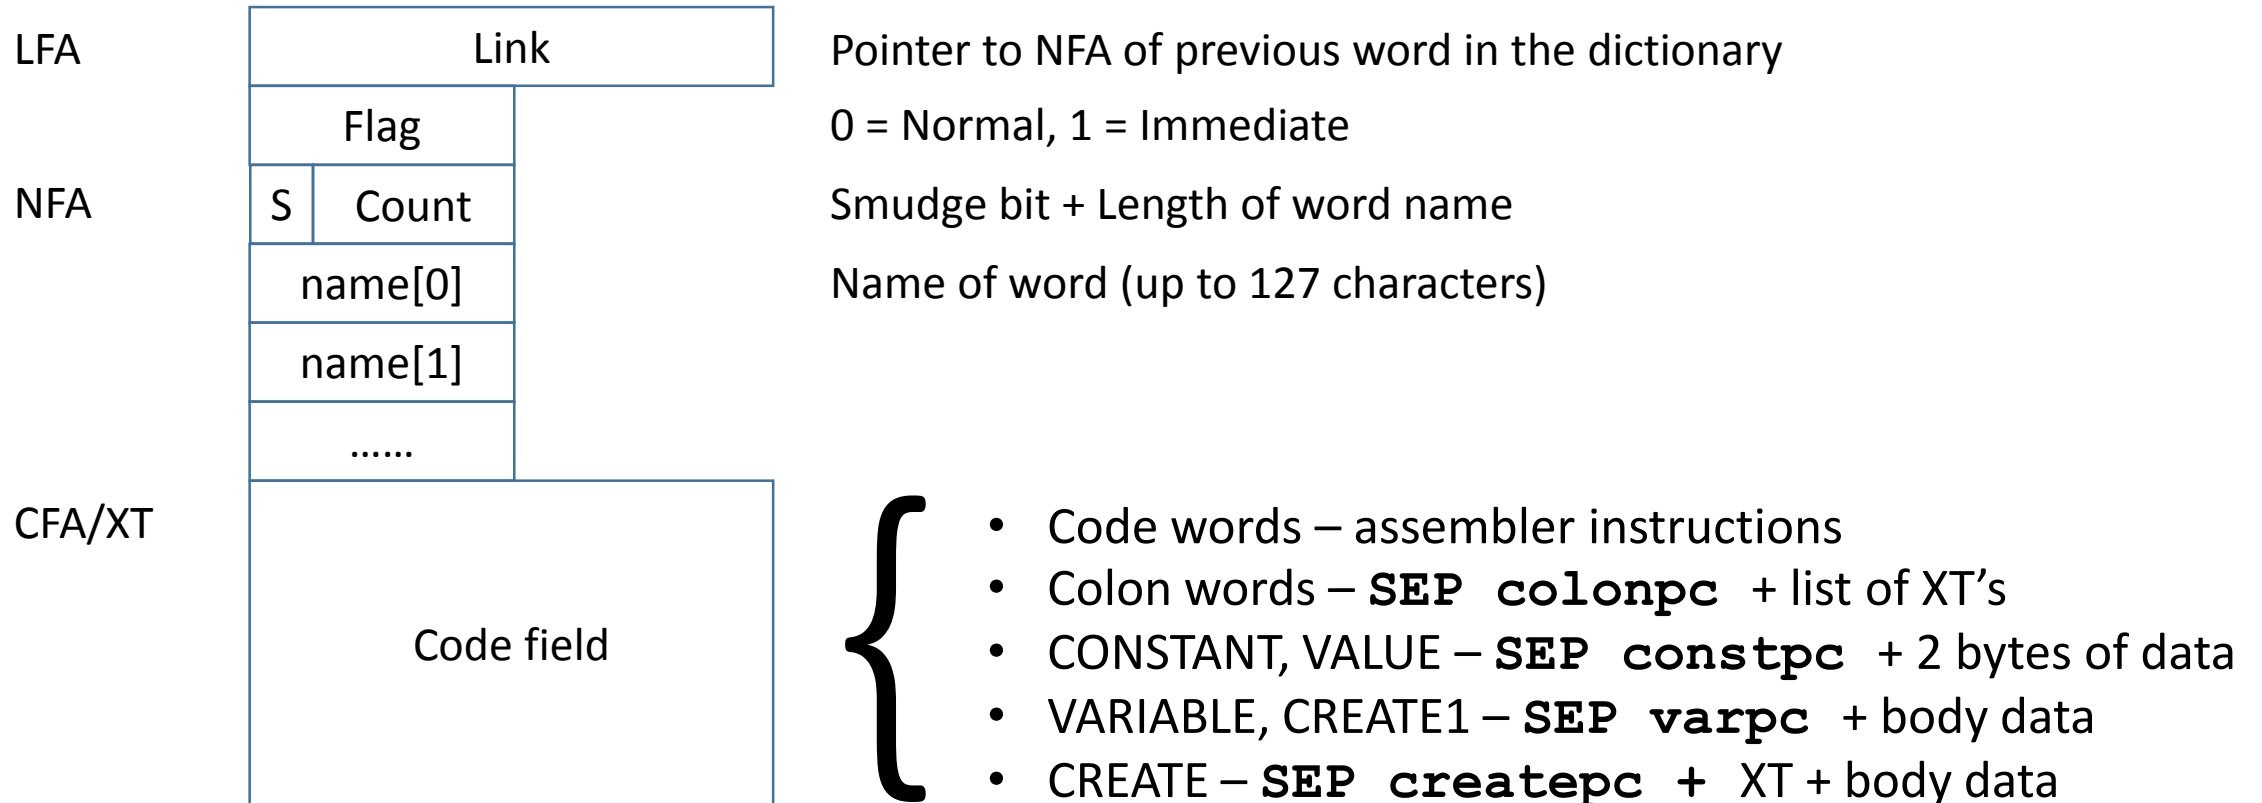 LFA Link Pointer to NFA of previous word in the dictionary
Flag 0 = Normal, 1 = Immediate
NFA S Count Smudge bit + Length of word name
name[0] Name of word (up to 127 characters)
name[1]
......
CFA/XT • Code words – assembler instructions
• Colon words – SEP colonpc + list of XT’s
Code field • CONSTANT, VALUE – SEP constpc + 2 bytes of data
• VARIABLE, CREATE1 – SEP varpc + body data
• CREATE – SEP createpc + XT + body data